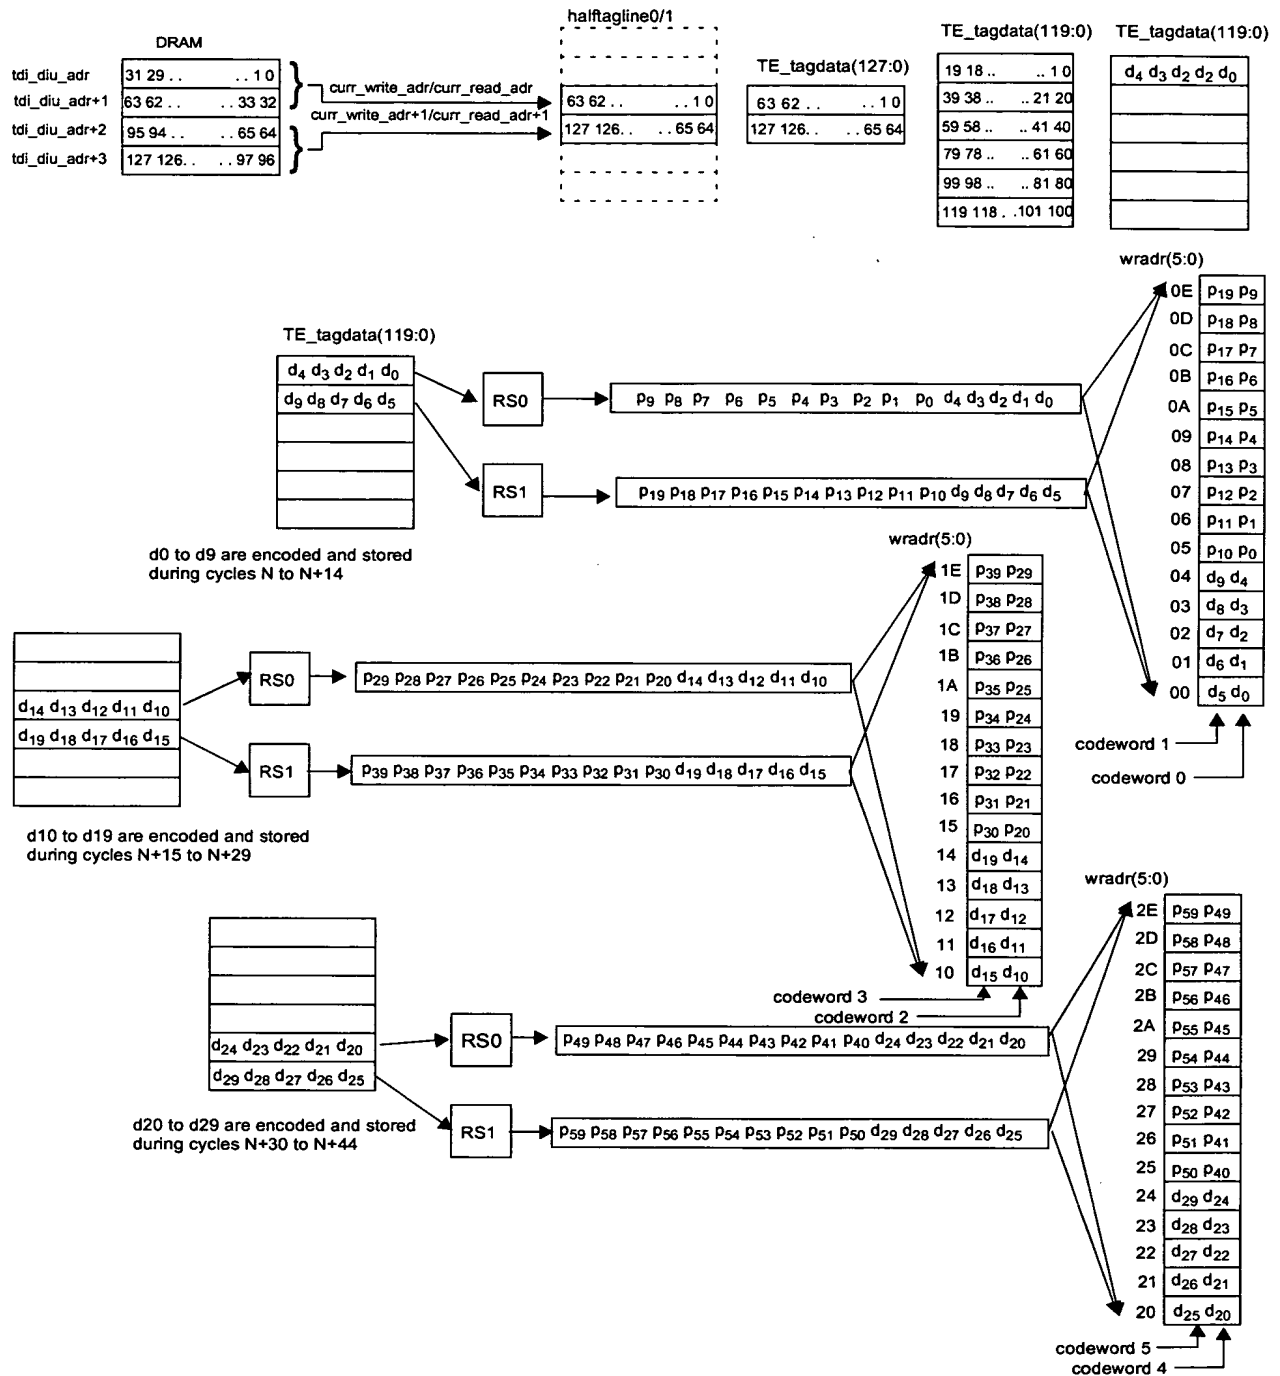 halftagline0/1
DRAM
tdi_diu_adr 31 29 . . . . 1 0
tdi_diu_adr+1 63 62 . . . . 33 32
tdi_diu_adr+2 95 94 . . . . 65 64
tdi_diu_adr+3 127 126. . . . 97 96
curr_write_adr/curr_read_adr
curr_write_adr+1/curr_read_adr+1
63 62 . . . . 1 0
127 126. . . . 65 64
TE_tagdata(127:0)
63 62 . . . . 1 0
127 126. . . . 65 64
TE_tagdata(119:0)
19 18 .. .. 1 0
39 38 .. .. 21 20
59 58 .. .. 41 40
79 78 .. .. 61 60
99 98 .. .. 81 80
119 118 . . .101 100
TE_tagdata(119:0)
d4 d3 d2 d2 d0
TE_tagdata(119:0)
d4 d3 d2 d1 d0
d9 d8 d7 d6 d5
RS0
p9 p8 p7 p6 p5 p4 p3 p2 p1 p0 d4 d3 d2 d1 d0
RS1
p19 p18 p17 p16 p15 p14 p13 p12 p11 p10 d9 d8 d7 d6 d5
d0 to d9 are encoded and stored
during cycles N to N+14
wradr(5:0)
0E p19 p9
0D p18 p8
0C p17 p7
0B p16 p6
0A p15 p5
09 p14 p4
08 p13 p3
07 p12 p2
06 p11 p1
05 p10 p0
04 d9 d4
03 d8 d3
02 d7 d2
01 d6 d1
00 d5 d0
codeword 1
codeword 0
d14 d13 d12 d11 d10
d19 d18 d17 d16 d15
RS0
p29 p28 p27 p26 p25 p24 p23 p22 p21 p20 d14 d13 d12 d11 d10
RS1
p39 p38 p37 p36 p35 p34 p33 p32 p31 p30 d19 d18 d17 d16 d15
d10 to d19 are encoded and stored
during cycles N+15 to N+29
wradr(5:0)
1E p39 p29
1D p38 p28
1C p37 p27
1B p36 p26
1A p35 p25
19 p34 p24
18 p33 p23
17 p32 p22
16 p31 p21
15 p30 p20
14 d19 d14
13 d18 d13
12 d17 d12
11 d16 d11
10 d15 d10
codeword 3
codeword 2
d24 d23 d22 d21 d20
d29 d28 d27 d26 d25
RS0
p49 p48 p47 p46 p45 p44 p43 p42 p41 p40 d24 d23 d22 d21 d20
RS1
p59 p58 p57 p56 p55 p54 p53 p52 p51 p50 d29 d28 d27 d26 d25
d20 to d29 are encoded and stored
during cycles N+30 to N+44
wradr(5:0)
2E p59 p49
2D p58 p48
2C p57 p47
2B p56 p46
2A p55 p45
29 p54 p44
28 p53 p43
27 p52 p42
26 p51 p41
25 p50 p40
24 d29 d24
23 d28 d23
22 d27 d22
21 d26 d21
20 d25 d20
codeword 5
codeword 4